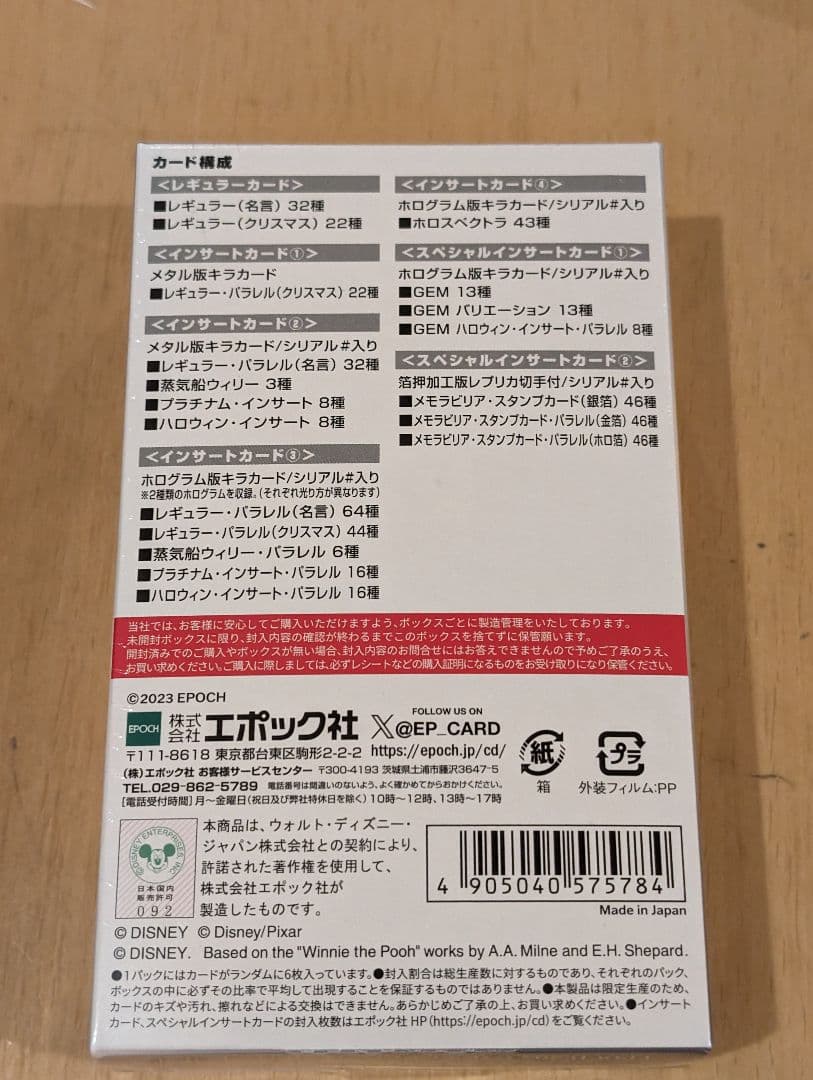 カード構成
<レギュラーカード>
■レギュラー(名言) 32種
■レギュラー(クリスマス) 22種
<インサートカード①>
メタル版キラカード
■レギュラー・パラレル(クリスマス) 22種
<インサートカード②>
メタル版キラカード/シリアル#入り
■レギュラー・パラレル(名言) 32種
■蒸気船ウィリー 3種
■プラチナム・インサート 8種
■ハロウィン・インサート 8種
<インサートカード③>
ホログラム版キラカード/シリアル#入り
※2種類のホログラムを収録。(それぞれ光り方が異なります)
■レギュラー・パラレル(名言) 64種
■レギュラー・パラレル(クリスマス) 44種
■蒸気船ウィリー・パラレル 6種
■プラチナム・インサート・パラレル 16種
■ハロウィン・インサート・パラレル 16種
<インサートカード④>
ホログラム版キラカード/シリアル#入り
■ホロスペクトラ 43種
<スペシャルインサートカード①>
ホログラム版キラカード/シリアル#入り
■GEM 13種
■GEM バリエーション 13種
■GEM ハロウィン・インサート・パラレル 8種
<スペシャルインサートカード②>
箔押加工版レプリカ切手付/シリアル#入り
■メモラビリア・スタンプカード(銀箔) 46種
■メモラビリア・スタンプカード・パラレル(金箔) 46種
■メモラビリア・スタンプカード・パラレル(ホロ箔) 46種
当社では、お客様に安心してご購入いただけますよう、ボックスごとに製造管理をいたしております。
未開封ボックスに限り、封入内容の確認が終わるまでこのボックスを捨てずに保管願います。
開封済みでのご購入やボックスが無い場合、封入内容のお問合せにはお答えできませんので予めご了承のうえ、
お買い求めください。ご購入に際しましては、必ずレシートなどの購入証明になるものをお受け取りになり保管ください。
©2023 EPOCH
EPOCH 株式会社 エポック社
FOLLOW US ON
X@EP_CARD
〒111-8618 東京都台東区駒形2-2-2 https://epoch.jp/cd/
(株)エポック社 お客様サービスセンター 〒300-4193 茨城県土浦市藤沢3647-5
TEL.029-862-5789 電話番号は間違いのないよう、よく確かめておかけください。
[電話受付時間]月〜金曜日(祝日及び弊社特休日を除く)10時〜12時、13時〜17時
紙
箱
プラ
外装フィルム:PP
©DISNEY ENTERPRISES, INC
日本国内
販売許可
092
本商品は、ウォルト・ディズニー・
ジャパン株式会社との契約により、
許諾された著作権を使用して、
株式会社エポック社が
製造したものです。
4 905040 575784
Made in Japan
© DISNEY © Disney/Pixar
© DISNEY. Based on the "Winnie the Pooh" works by A.A. Milne and E.H. Shepard.
●1パックにはカードがランダムに6枚入っています。●封入割合は総生産数に対するものであり、それぞれのパック、
ボックスの中に必ずその比率で平均して出現することを保証するものではありません。●本製品は限定生産のため、
カードのキズや汚れ、擦れなどによる交換はできません。あらかじめご了承の上、お買い求めください。●インサート
カード、スペシャルインサートカードの封入枚数はエポック社 HP(https://epoch.jp/cd)をご覧ください。